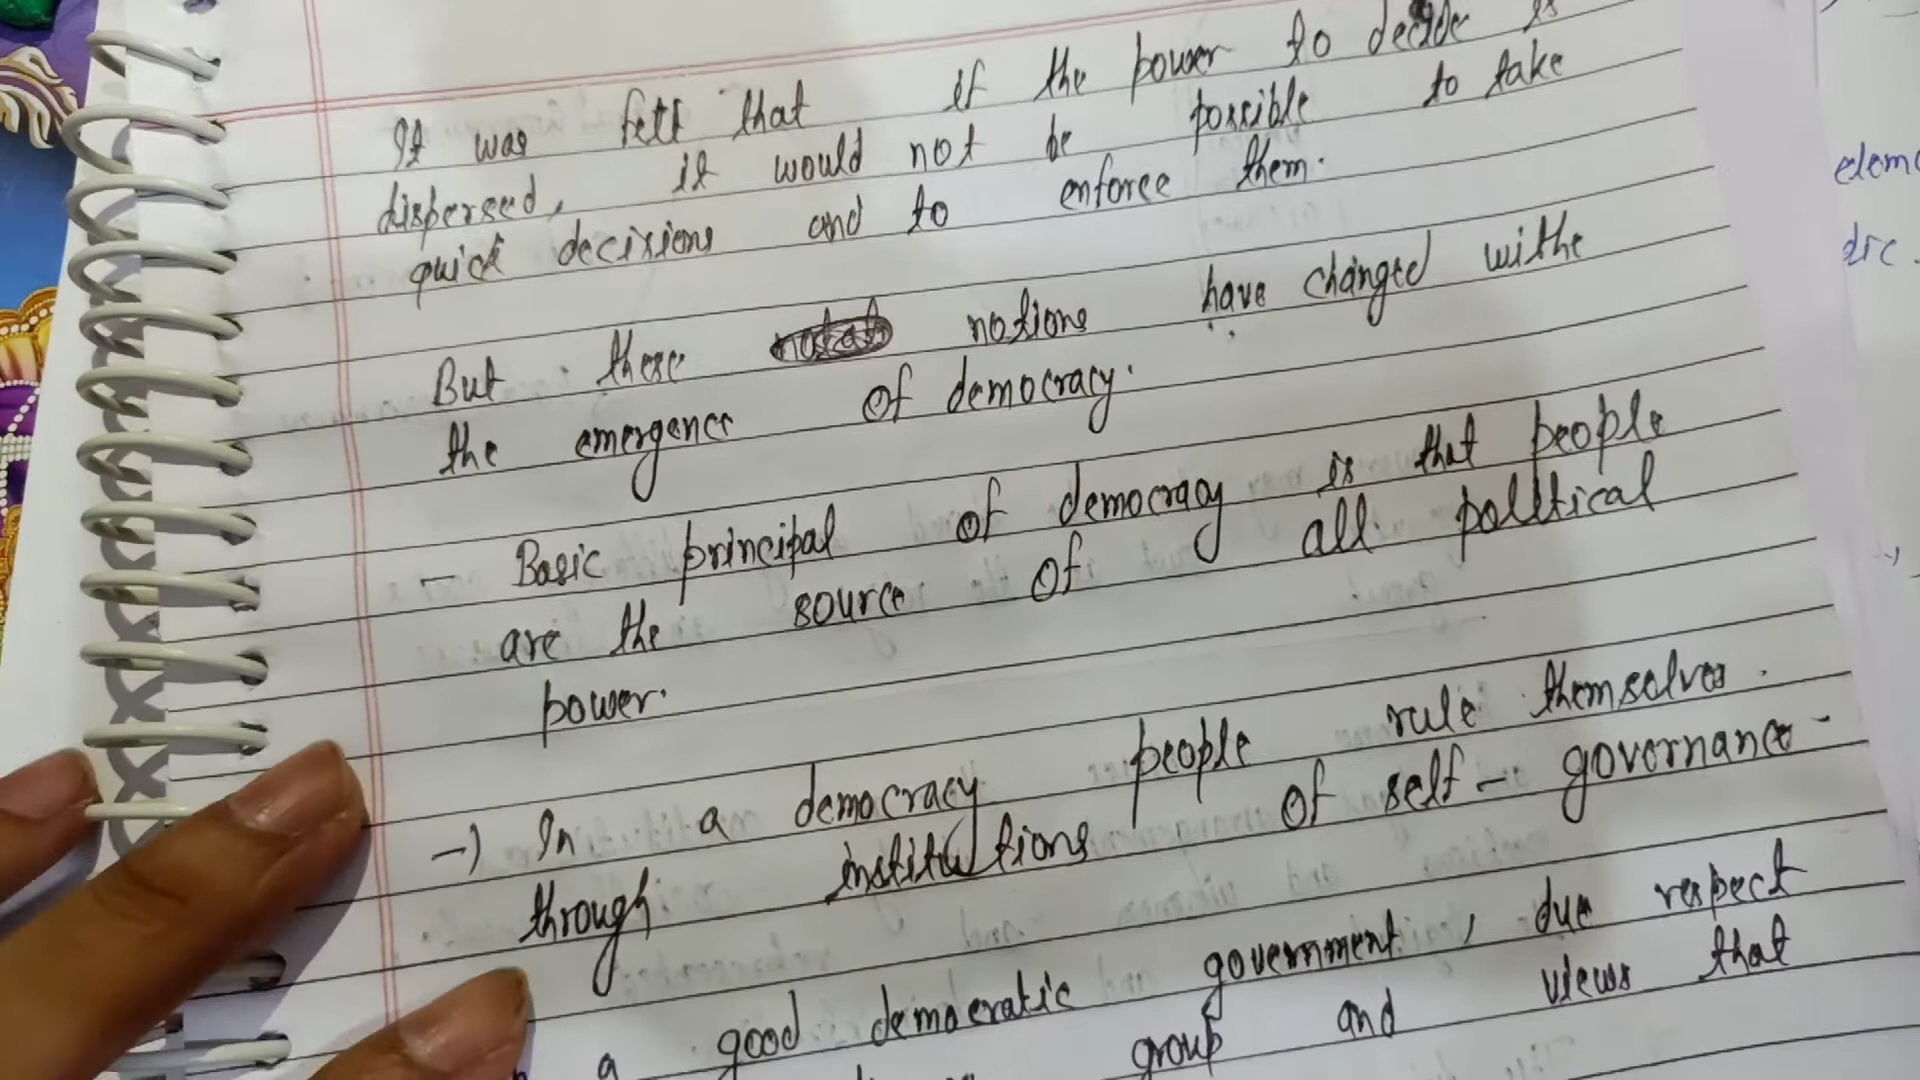 It was felt that if the power to decide is
dispersed, it would not be possible to take
quick decisions and to enforce them.
But these notions have changed withe
the emergence of democracy.
- Basic principal of democracy is that people
are the source of all political
power.
-) In a democracy people rule themselves.
through institutions of self - governance -
a good democratic government, due respect
group and views that
dic.